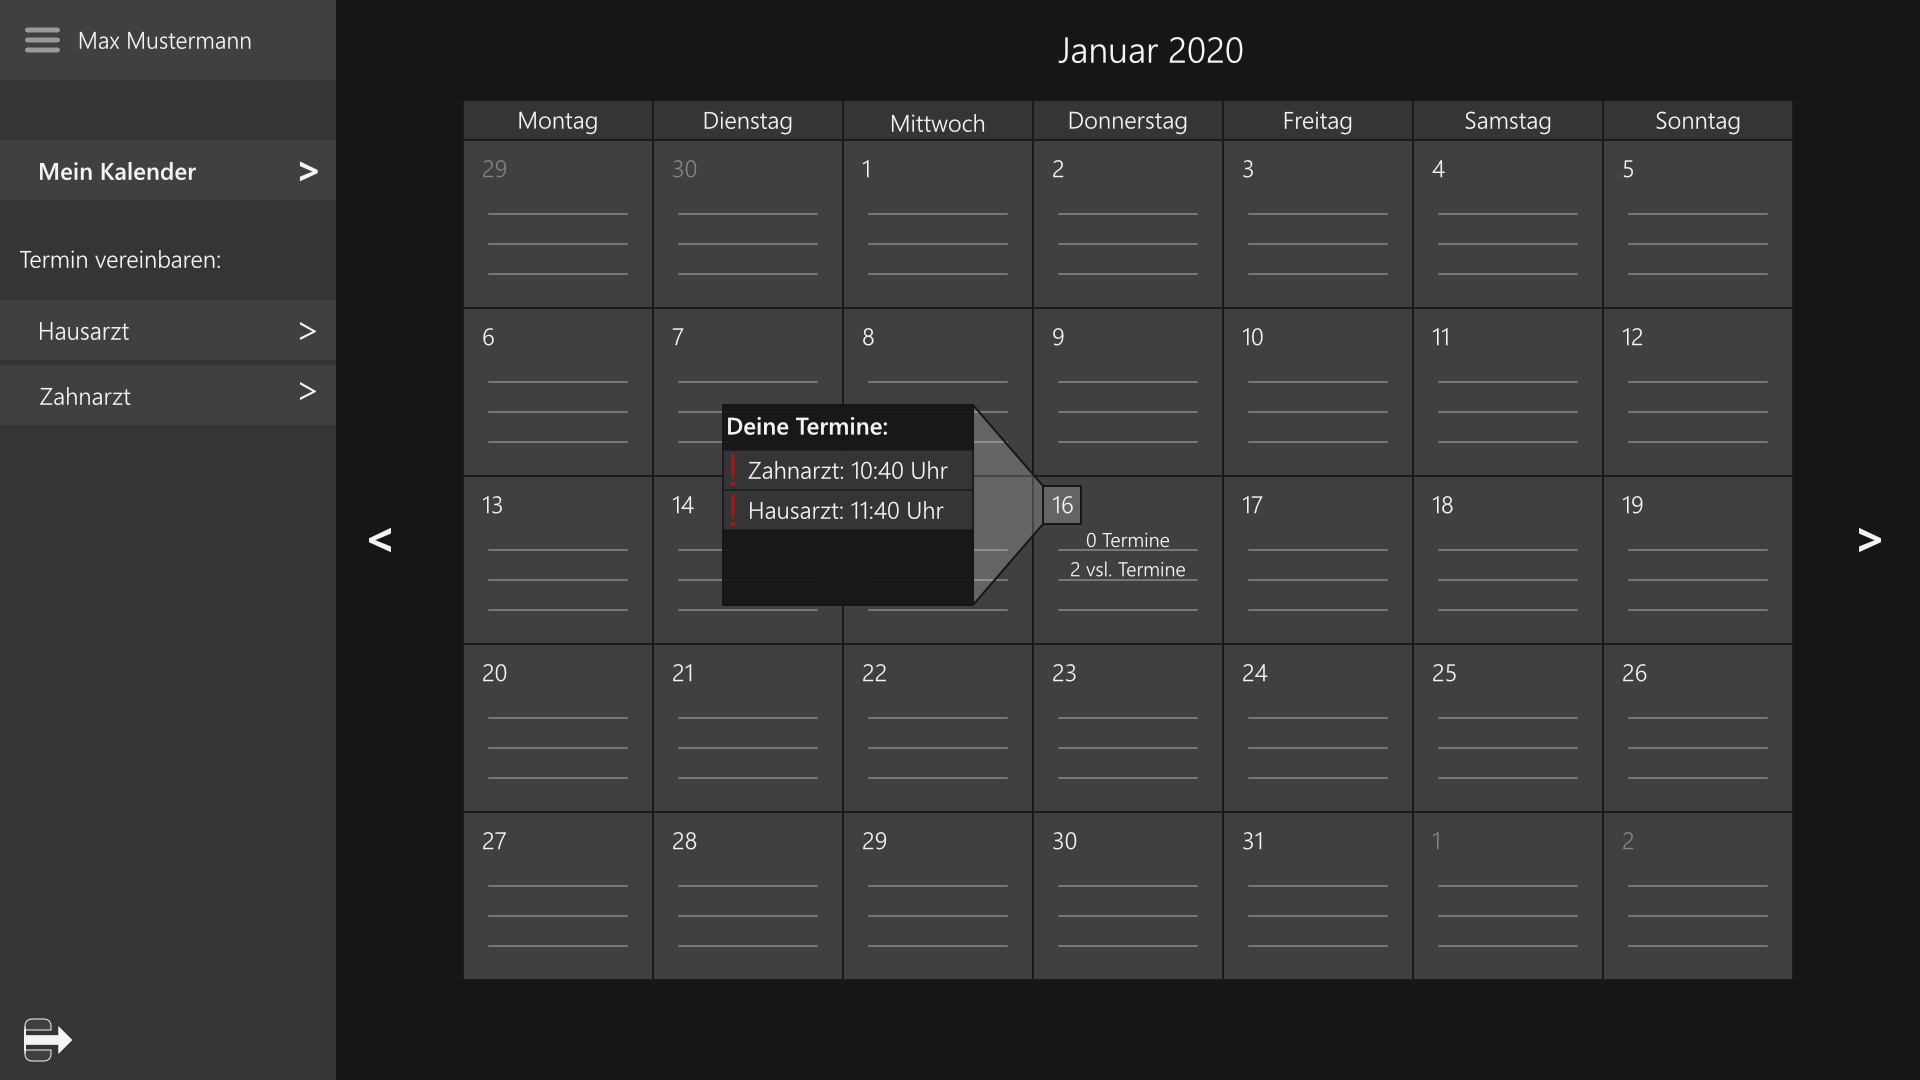 Max Mustermann
Mein Kalender >
Termin vereinbaren:
Hausarzt >
Zahnarzt >
Januar 2020
Montag Dienstag Mittwoch Donnerstag Freitag Samstag Sonntag
29 30 1 2 3 4 5
6 7 8 9 10 11 12
Deine Termine:
! Zahnarzt: 10:40 Uhr
! Hausarzt: 11:40 Uhr
13 14 16 17 18 19
0 Termine
2 vsl. Termine
< >
20 21 22 23 24 25 26
27 28 29 30 31 1 2